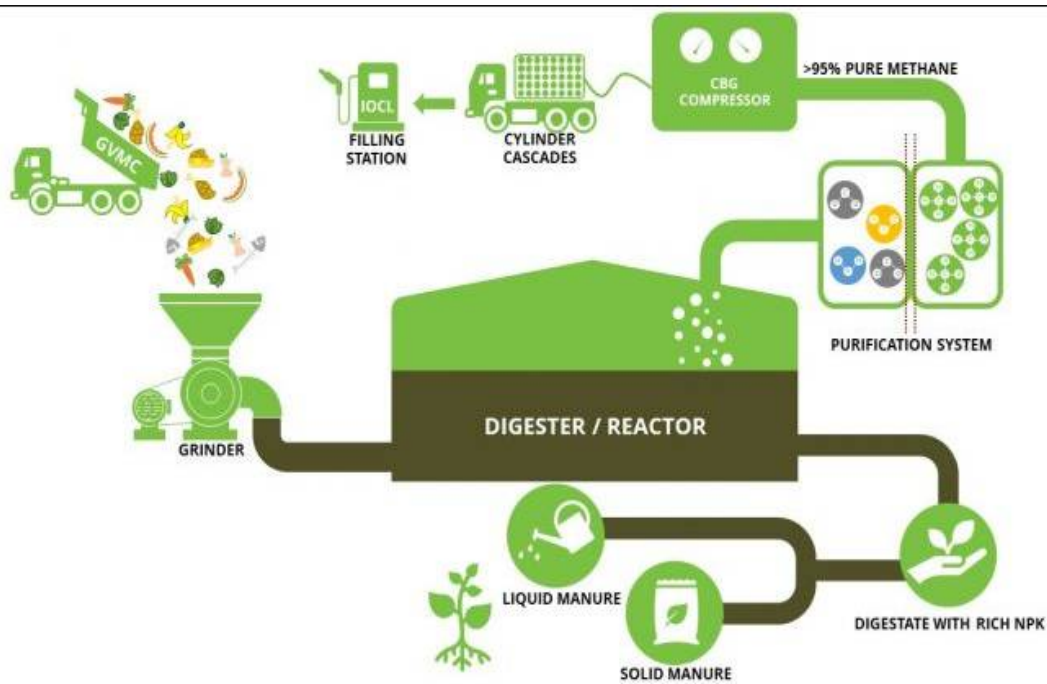 >95% PURE METHANE
CBG
COMPRESSOR
IOCL
FILLING
STATION
CYLINDER
CASCADES
GVMC
PURIFICATION SYSTEM
GRINDER
DIGESTER / REACTOR
LIQUID MANURE
SOLID MANURE
DIGESTATE WITH RICH NPK